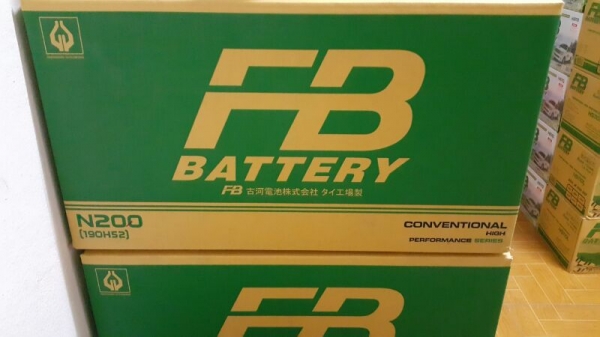 FB
BATTERY
FB 古河電池株式会社 タイ工場製
N200
(190H52)
CONVENTIONAL
HIGH
PERFORMANCE SERIES
FB